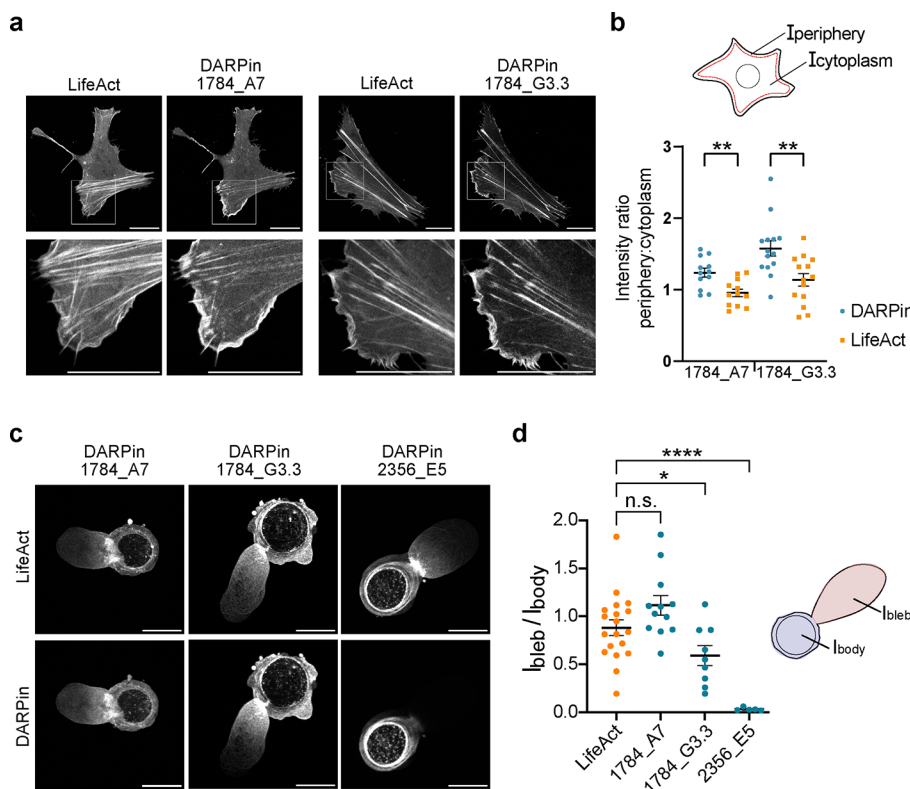 a
LifeAct
DARPin
1784_A7
LifeAct
DARPin
1784_G3.3
b
Iperiphery
Icytoplasm
3
2
1
0
Intensity ratio
periphery:cytoplasm
**
**
1784_A7
1784_G3.3
DARPin
LifeAct
c
DARPin
1784_A7
DARPin
1784_G3.3
DARPin
2356_E5
LifeAct
DARPin
d
****
*
n.s.
2.0
1.5
1.0
0.5
0.0
Ibleb / Ibody
LifeAct
1784_A7
1784_G3.3
2356_E5
Ibleb
Ibody